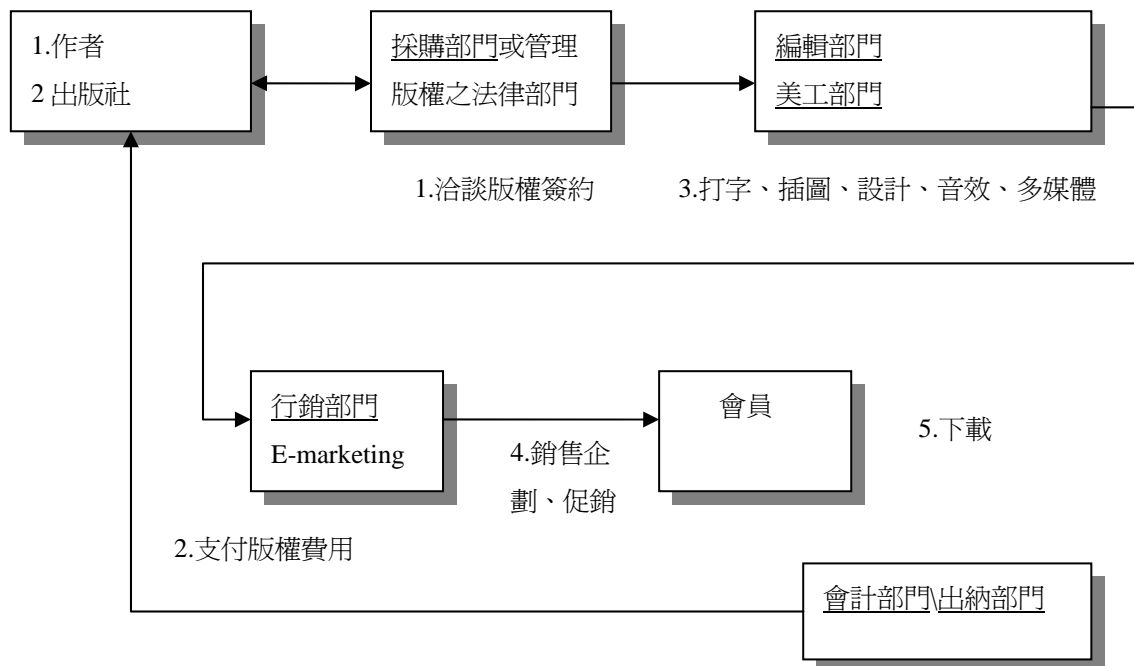 1.作者
2 出版社
採購部門或管理
版權之法律部門
編輯部門
美工部門
1.洽談版權簽約
3.打字、插圖、設計、音效、多媒體
行銷部門
E-marketing
4.銷售企
劃、促銷
會員
5.下載
2.支付版權費用
會計部門\出納部門